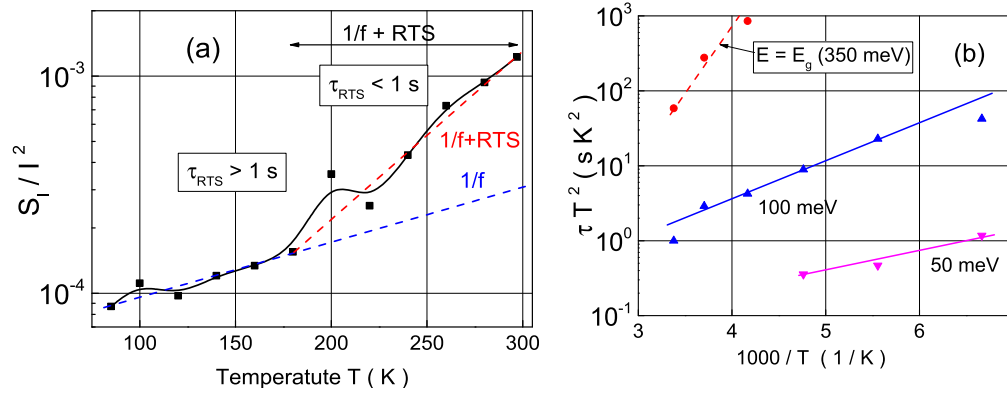 (a)
1/f + RTS
τRTS < 1 s
τRTS > 1 s
1/f+RTS
1/f
10⁻³
10⁻⁴
SI / I²
100 150 200 250 300
Temperatute T ( K )
(b)
E = Eg (350 meV)
100 meV
50 meV
10³
10²
10¹
10⁰
10⁻¹
τ T² ( s K² )
3 4 5 6
1000 / T ( 1 / K )